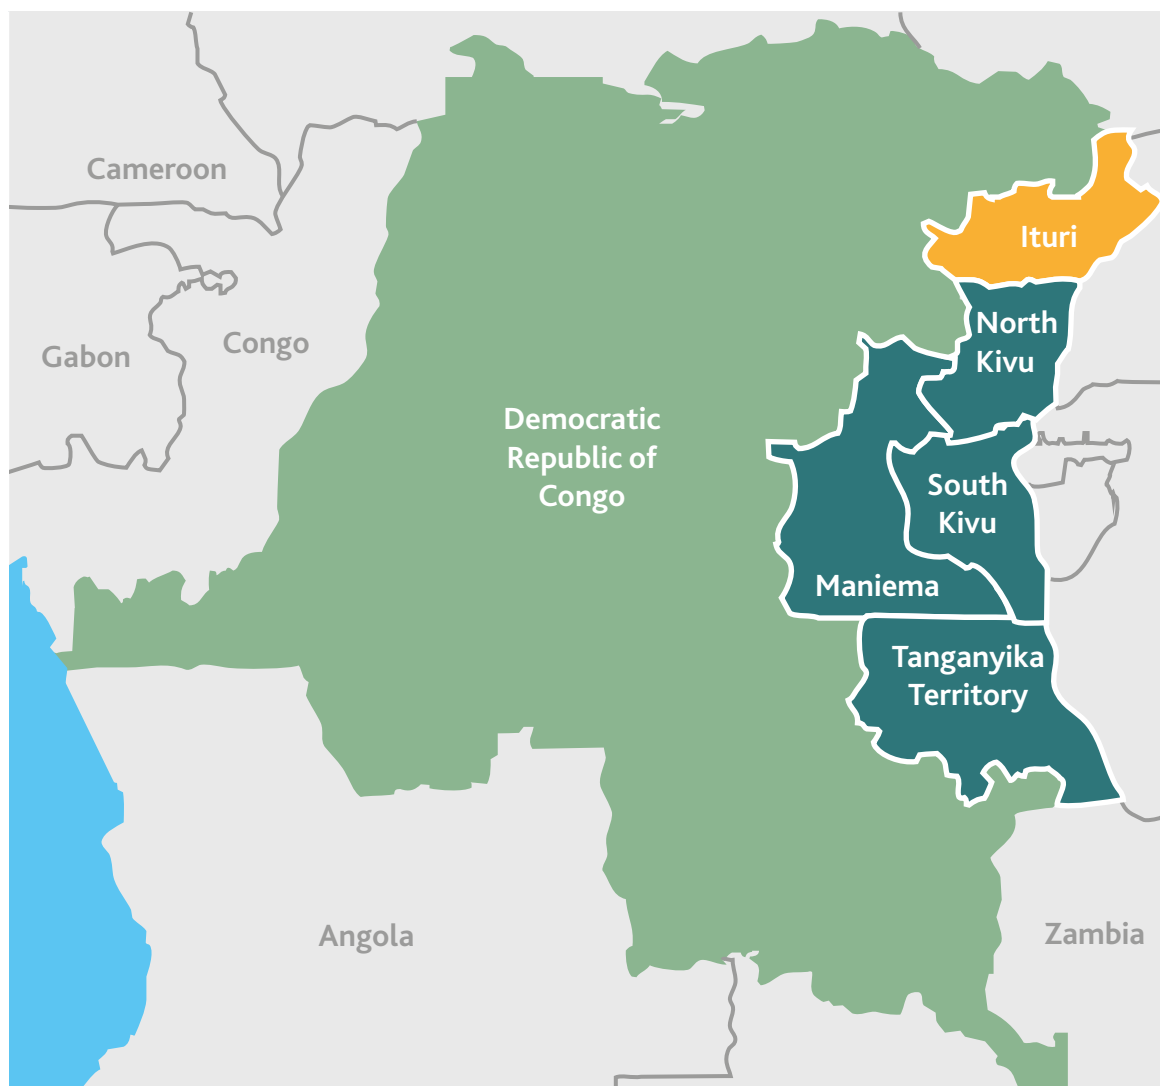 Cameroon
Ituri
North
Kivu
Congo
Gabon
Democratic
Republic of
Congo
South
Kivu
Maniema
Tanganyika
Territory
Angola
Zambia